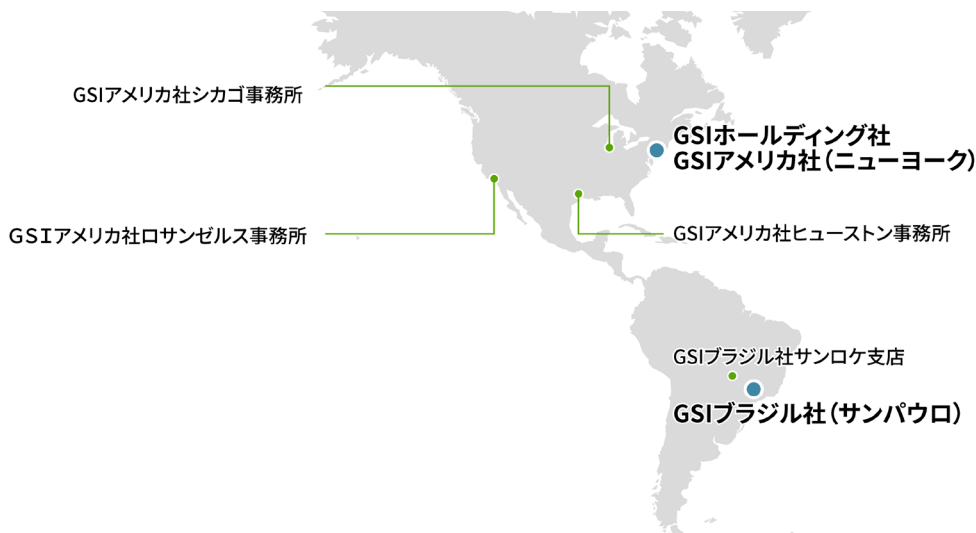 GSIアメリカ社シカゴ事務所
GSIホールディング社
GSIアメリカ社（ニューヨーク）
ＧＳＩアメリカ社ロサンゼルス事務所
GSIアメリカ社ヒューストン事務所
GSIブラジル社サンロケ支店
GSIブラジル社（サンパウロ）